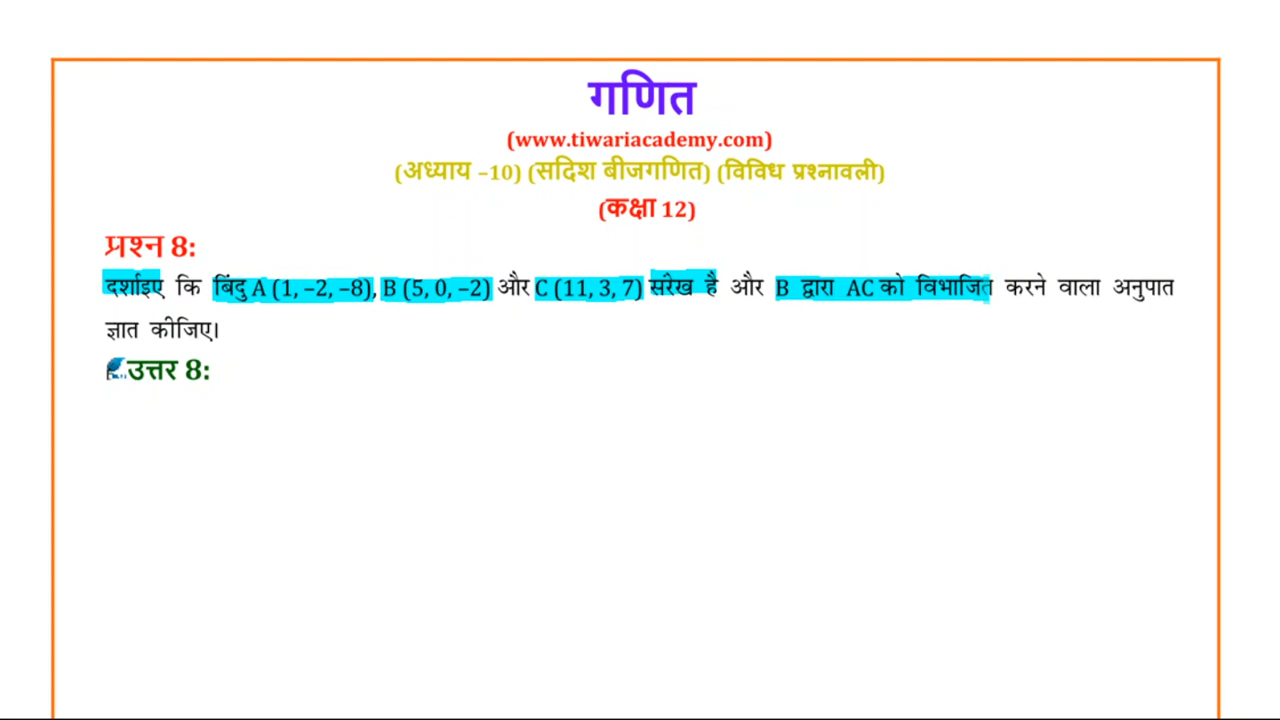 गणित
(www.tiwariacademy.com)
(अध्याय –10) (सदिश बीजगणित) (विविध प्रश्नावली)
(कक्षा 12)
प्रश्न 8:
दर्शाइए कि बिंदु A (1, –2, –8), B (5, 0, –2) और C (11, 3, 7) सरेख है और B द्वारा AC को विभाजित करने वाला अनुपात
ज्ञात कीजिए।
उत्तर 8: